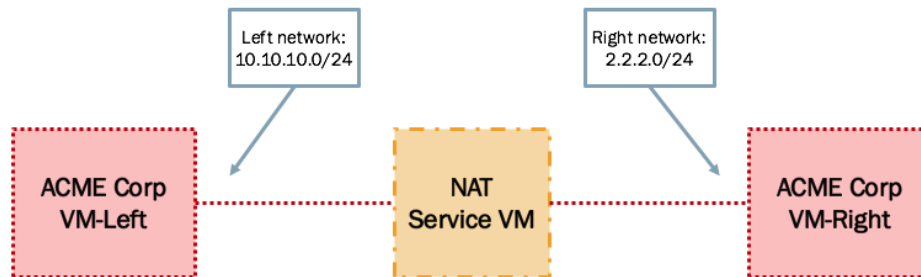 Left network:
10.10.10.0/24
Right network:
2.2.2.0/24
ACME Corp
VM-Left
NAT
Service VM
ACME Corp
VM-Right